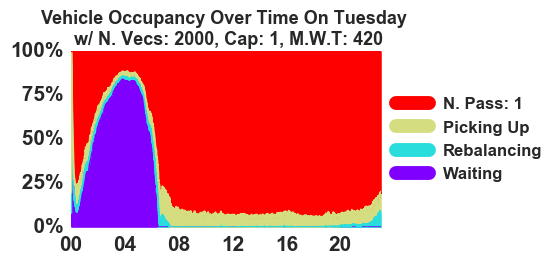 Vehicle Occupancy Over Time On Tuesday
w/ N. Vecs: 2000, Cap: 1, M.W.T: 420
100%
75%
50%
25%
0%
00 04 08 12 16 20
N. Pass: 1
Picking Up
Rebalancing
Waiting